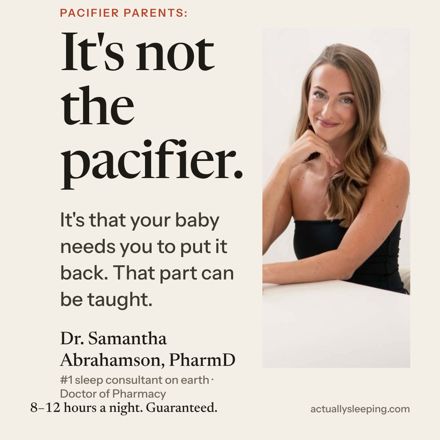 PACIFIER PARENTS:
It's not
the
pacifier.
It's that your baby
needs you to put it
back. That part can
be taught.
Dr. Samantha
Abrahamson, PharmD
#1 sleep consultant on earth ·
Doctor of Pharmacy
8–12 hours a night. Guaranteed.
actuallysleeping.com